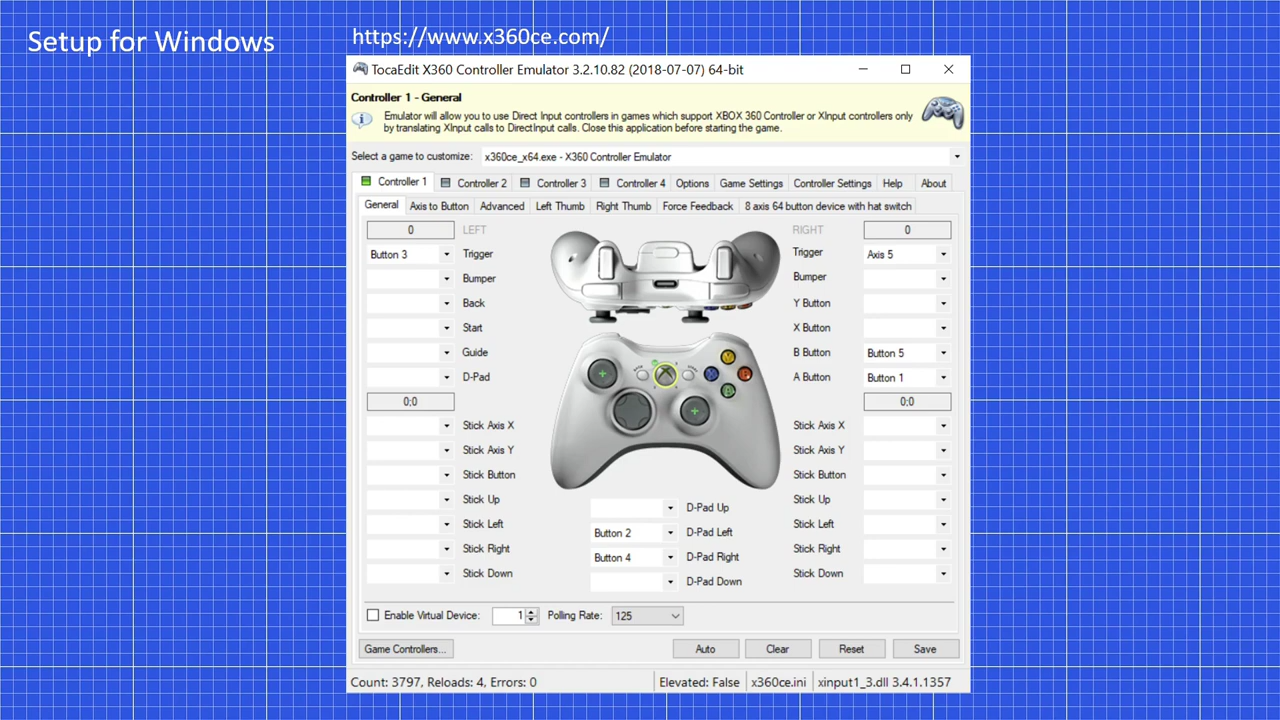 Setup for Windows
https://www.x360ce.com/
TocaEdit X360 Controller Emulator 3.2.10.82 (2018-07-07) 64-bit
Controller 1 - General
Emulator will allow you to use Direct Input controllers in games which support XBOX 360 Controller or XInput controllers only
by translating XInput calls to DirectInput calls. Close this application before starting the game.
Select a game to customize: x360ce_x64.exe - X360 Controller Emulator
Controller 1 Controller 2 Controller 3 Controller 4 Options Game Settings Controller Settings Help About
General Axis to Button Advanced Left Thumb Right Thumb Force Feedback 8 axis 64 button device with hat switch
0 LEFT RIGHT 0
Button 3 Trigger Trigger Axis 5
Bumper Bumper
Back Y Button
Start X Button
Guide B Button Button 5
D-Pad A Button Button 1
0;0 0;0
Stick Axis X Stick Axis X
Stick Axis Y Stick Axis Y
Stick Button Stick Button
Stick Up Stick Up
Stick Left Stick Left
Stick Right Stick Right
Stick Down Stick Down
D-Pad Up
Button 2 D-Pad Left
Button 4 D-Pad Right
D-Pad Down
Enable Virtual Device: 1 Polling Rate: 125
Game Controllers... Auto Clear Reset Save
Count: 3797, Reloads: 4, Errors: 0 Elevated: False x360ce.ini xinput1_3.dll 3.4.1.1357